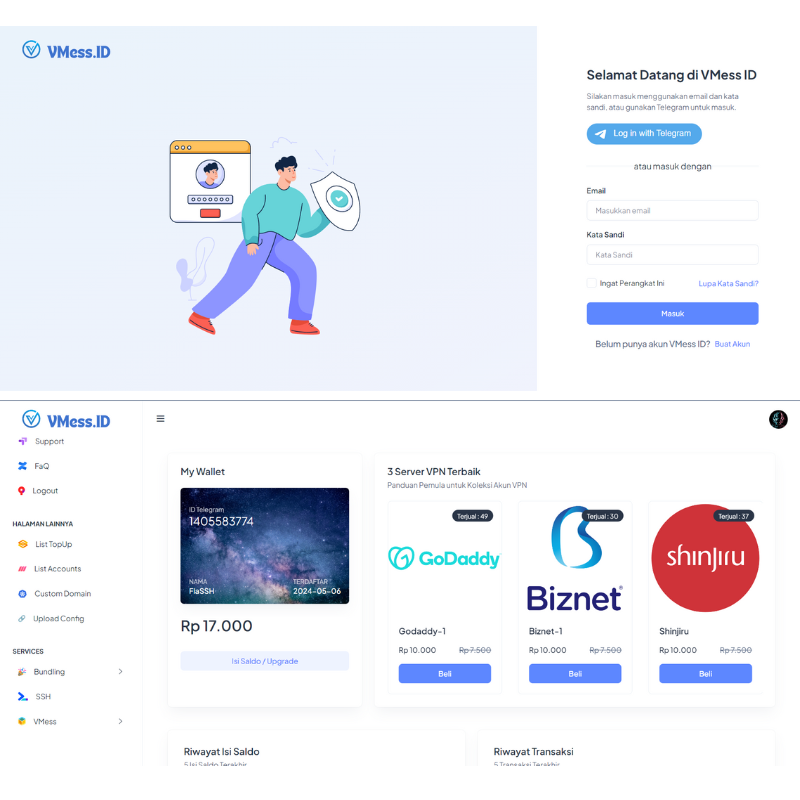 VMess.ID
Selamat Datang di VMess ID
Silakan masuk menggunakan email dan kata
sandi, atau gunakan Telegram untuk masuk.
Log in with Telegram
atau masuk dengan
Email
Masukkan email
Kata Sandi
Kata Sandi
Ingat Perangkat Ini
Lupa Kata Sandi?
Masuk
Belum punya akun VMess ID? Buat Akun
VMess.ID
Support
FaQ
Logout
HALAMAN LAINNYA
List TopUp
List Accounts
Custom Domain
Upload Config
SERVICES
Bundling
SSH
VMess
My Wallet
ID Telegram
1405583774
NAMA
FlaSSH
TERDAFTAR
2024-05-06
Rp 17.000
Isi Saldo / Upgrade
3 Server VPN Terbaik
Panduan Pemula untuk Koleksi Akun VPN
Terjual : 49
GoDaddy
Godaddy-1
Rp 10.000 Rp 7.500
Beli
Terjual : 30
Biznet®
Biznet-1
Rp 10.000 Rp 7.500
Beli
Terjual : 37
shinjiru
Shinjiru
Rp 10.000 Rp 7.500
Beli
Riwayat Isi Saldo
5 Isi Saldo Terakhir
Riwayat Transaksi
5 Transaksi Terakhir